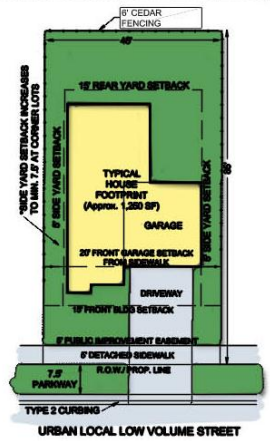 6' CEDAR
FENCING
45'
15' REAR YARD SETBACK
*SIDE YARD SETBACK INCREASES
TO MIN. 7.5' AT CORNER LOTS
5' SIDE YARD SETBACK
TYPICAL
HOUSE
FOOTPRINT
(Approx. 1,250 SF)
GARAGE
5' SIDE YARD SETBACK
20' FRONT GARAGE SETBACK
FROM SIDEWALK
DRIVEWAY
15' FRONT BLDG SETBACK
5' PUBLIC IMPROVEMENT EASEMENT
5' DETACHED SIDEWALK
R.O.W./ PROP. LINE
7.5'
PARKWAY
TYPE 2 CURBING
URBAN LOCAL LOW VOLUME STREET